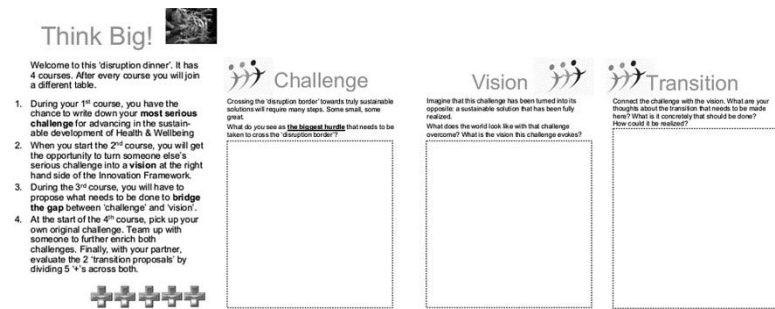 Think Big!
Welcome to this 'disruption dinner'. It has
4 courses. After every course you will join
a different table.
1. During your 1st course, you have the
chance to write down your most serious
challenge for advancing in the sustain-
able development of Health & Wellbeing
2. When you start the 2nd course, you will get
the opportunity to turn someone else's
serious challenge into a vision at the right
hand side of the Innovation Framework.
3. During the 3rd course, you will have to
propose what needs to be done to bridge
the gap between 'challenge' and 'vision'.
4. At the start of the 4th course, pick up your
own original challenge. Team up with
someone to further enrich both
challenges. Finally, with your partner,
evaluate the 2 'transition proposals' by
dividing 5 '+'s across both.
Challenge
Crossing the 'disruption border' towards truly sustainable
solutions will require many steps. Some small, some
great.
What do you see as the biggest hurdle that needs to be
taken to cross the 'disruption border'?
Vision
Imagine that this challenge has been turned into its
opposite: a sustainable solution that has been fully
realized.
What does the world look like with that challenge
overcome? What is the vision this challenge evokes?
Transition
Connect the challenge with the vision. What are your
thoughts about the transition that needs to be made
here? What is it concretely that should be done?
How could it be realized?